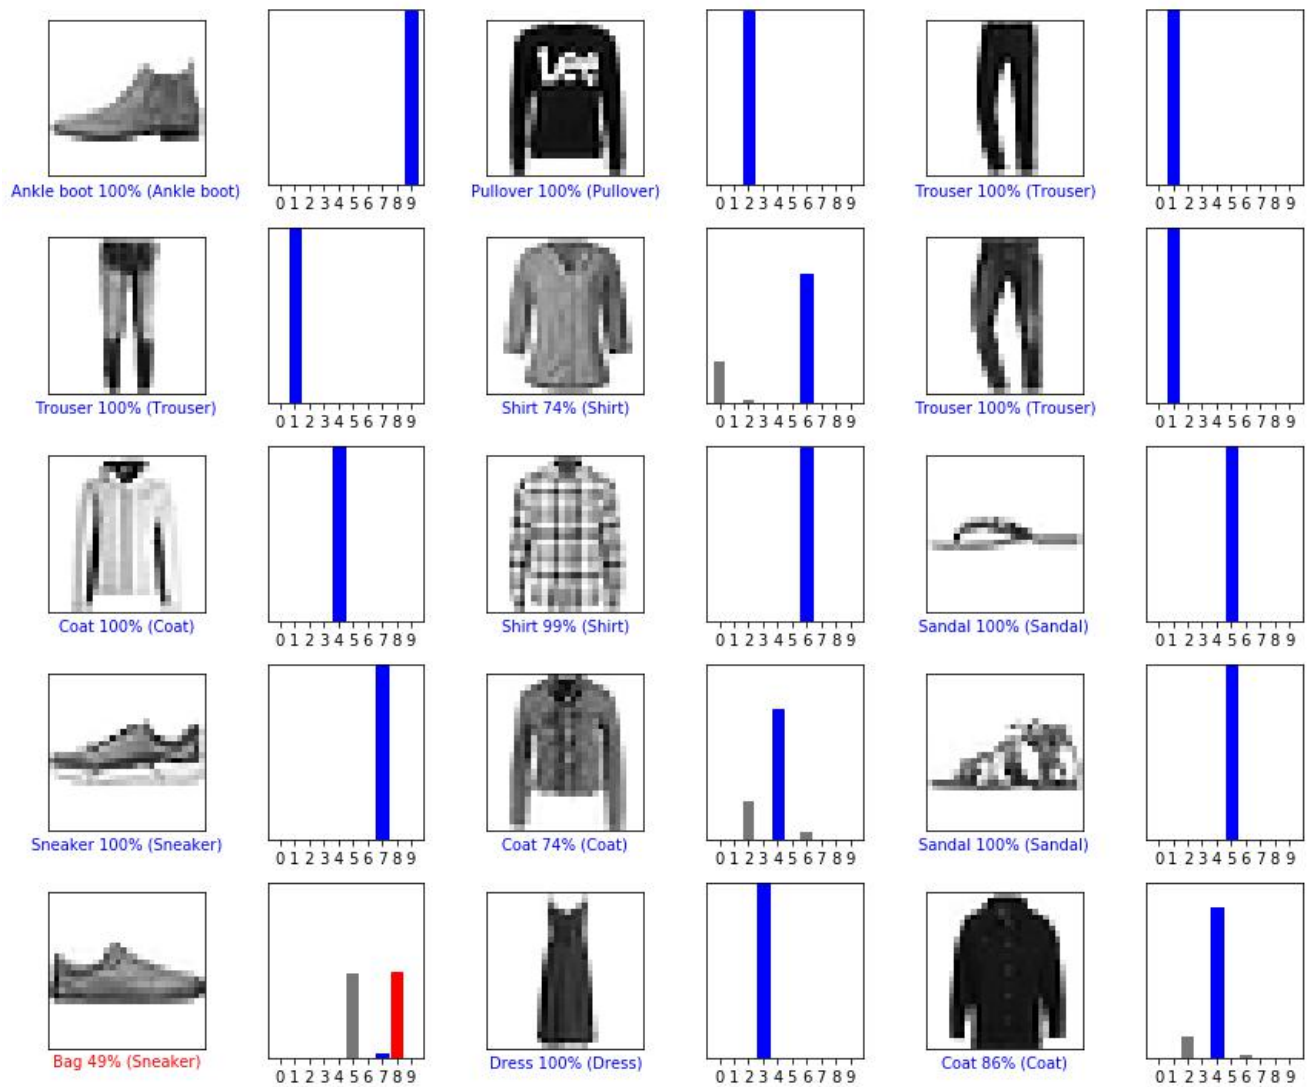 Lee
0 1 2 3 4 5 6 7 8 9
0 1 2 3 4 5 6 7 8 9
0 1 2 3 4 5 6 7 8 9
Ankle boot 100% (Ankle boot)
Pullover 100% (Pullover)
Trouser 100% (Trouser)
0 1 2 3 4 5 6 7 8 9
0 1 2 3 4 5 6 7 8 9
0 1 2 3 4 5 6 7 8 9
Trouser 100% (Trouser)
Shirt 74% (Shirt)
Trouser 100% (Trouser)
0 1 2 3 4 5 6 7 8 9
0 1 2 3 4 5 6 7 8 9
0 1 2 3 4 5 6 7 8 9
Coat 100% (Coat)
Shirt 99% (Shirt)
Sandal 100% (Sandal)
0 1 2 3 4 5 6 7 8 9
0 1 2 3 4 5 6 7 8 9
0 1 2 3 4 5 6 7 8 9
Sneaker 100% (Sneaker)
Coat 74% (Coat)
Sandal 100% (Sandal)
0 1 2 3 4 5 6 7 8 9
0 1 2 3 4 5 6 7 8 9
0 1 2 3 4 5 6 7 8 9
Bag 49% (Sneaker)
Dress 100% (Dress)
Coat 86% (Coat)